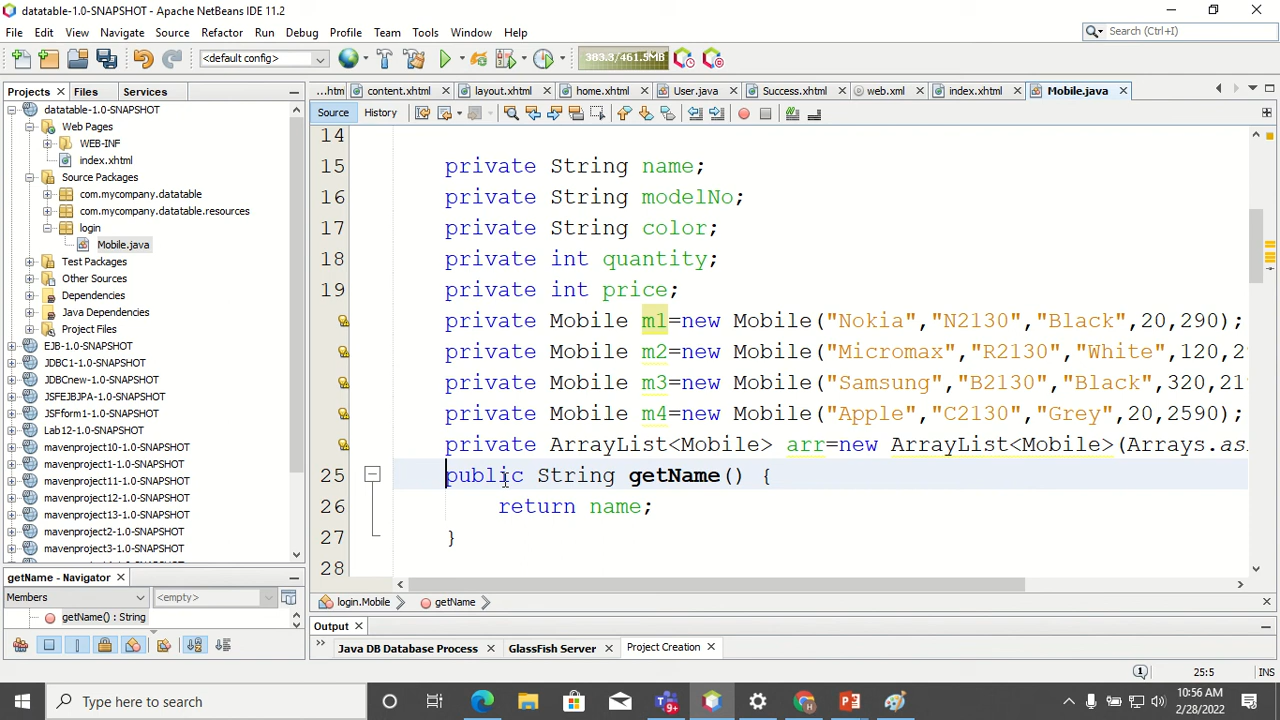 datatable-1.0-SNAPSHOT - Apache NetBeans IDE 11.2
File Edit View Navigate Source Refactor Run Debug Profile Team Tools Window Help
Search (Ctrl+I)
<default config>
383.3/461.5MB
Projects Files Services
...htm content.xhtml layout.xhtml home.xhtml User.java Success.xhtml web.xml index.xhtml Mobile.java
Source History
datatable-1.0-SNAPSHOT
Web Pages
WEB-INF
index.xhtml
Source Packages
com.mycompany.datatable
com.mycompany.datatable.resources
login
Mobile.java
Test Packages
Other Sources
Dependencies
Java Dependencies
Project Files
EJB-1.0-SNAPSHOT
JDBC1-1.0-SNAPSHOT
JDBCnew-1.0-SNAPSHOT
JSFEJBJPA-1.0-SNAPSHOT
JSFform1-1.0-SNAPSHOT
Lab12-1.0-SNAPSHOT
mavenproject10-1.0-SNAPSHOT
mavenproject1-1.0-SNAPSHOT
mavenproject11-1.0-SNAPSHOT
mavenproject12-1.0-SNAPSHOT
mavenproject13-1.0-SNAPSHOT
mavenproject2-1.0-SNAPSHOT
mavenproject3-1.0-SNAPSHOT
14
15 private String name;
16 private String modelNo;
17 private String color;
18 private int quantity;
19 private int price;
private Mobile m1=new Mobile("Nokia","N2130","Black",20,290);
private Mobile m2=new Mobile("Micromax","R2130","White",120,2
private Mobile m3=new Mobile("Samsung","B2130","Black",320,21
private Mobile m4=new Mobile("Apple","C2130","Grey",20,2590);
private ArrayList<Mobile> arr=new ArrayList<Mobile>(Arrays.as
25 public String getName() {
26 return name;
27 }
28
getName - Navigator
Members <empty>
getName() : String
login.Mobile getName
Output
Java DB Database Process GlassFish Server Project Creation
1 25:5 INS
Type here to search
9+
10:56 AM
2/28/2022